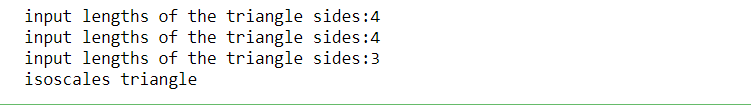 input lengths of the triangle sides:4
input lengths of the triangle sides:4
input lengths of the triangle sides:3
isoscales triangle